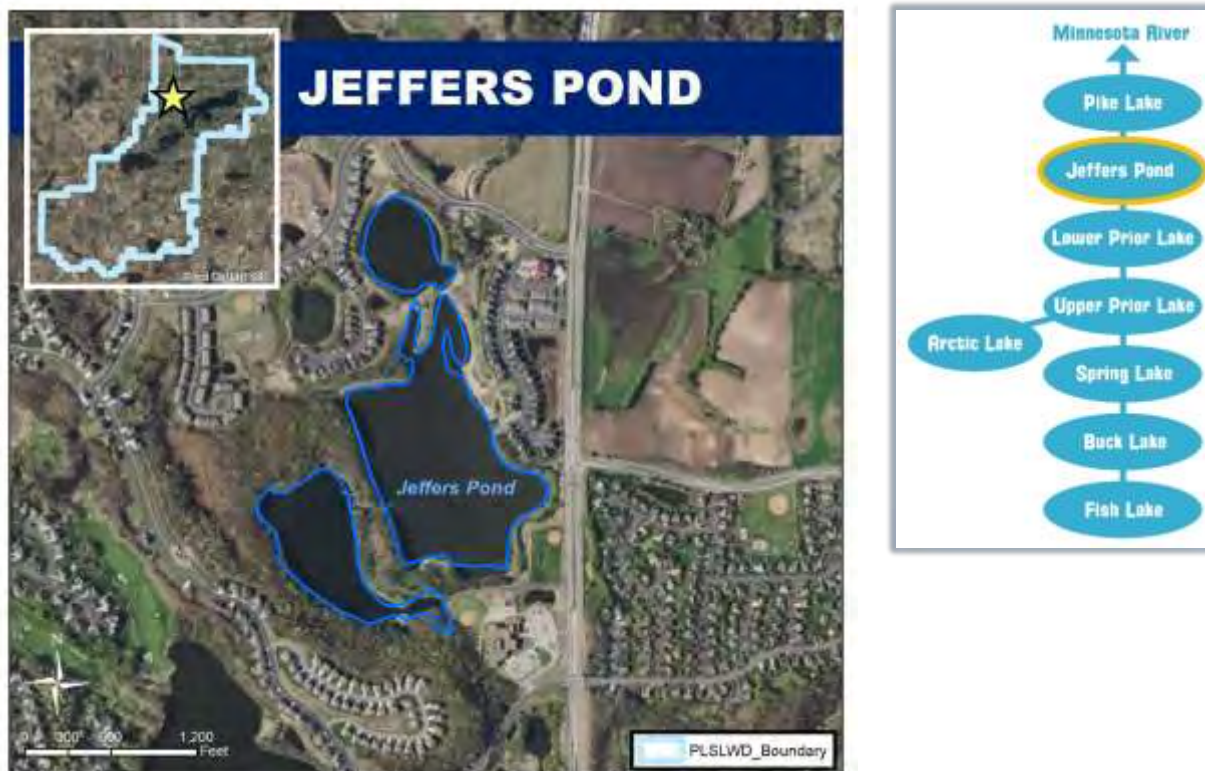 JEFFERS POND
Jeffers Pond
0 300 600 1,200
Feet
PLSLWD_Boundary
Minnesota River
Pike Lake
Jeffers Pond
Lower Prior Lake
Upper Prior Lake
Arctic Lake
Spring Lake
Buck Lake
Fish Lake